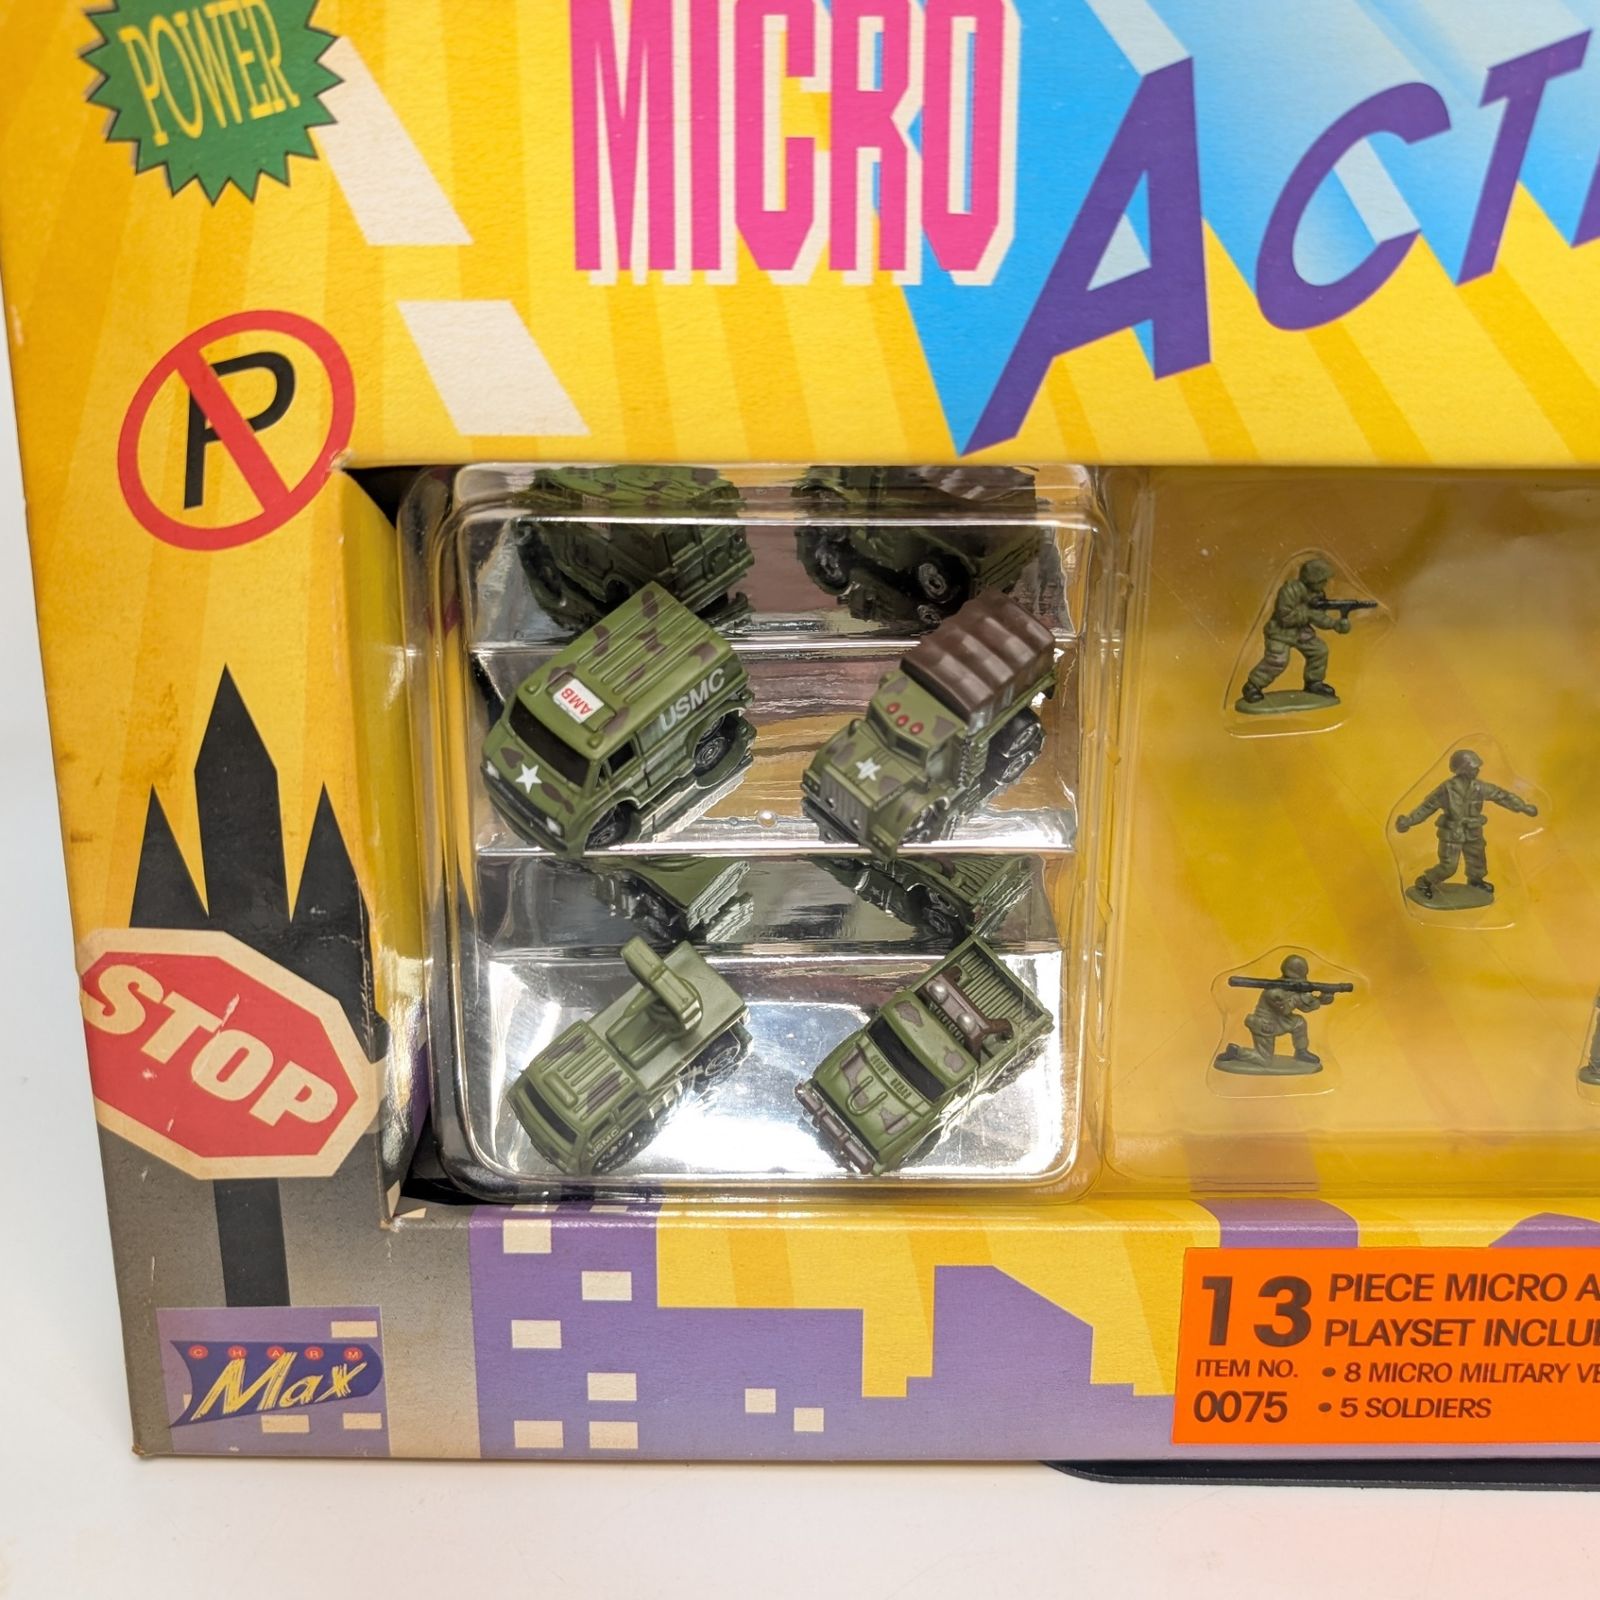 POWER
MICRO
ACTI
P
AMB
USMC
USMC
STOP
CHARM
Max
13 PIECE MICRO A
PLAYSET INCLU
ITEM NO.
0075
• 8 MICRO MILITARY VE
• 5 SOLDIERS